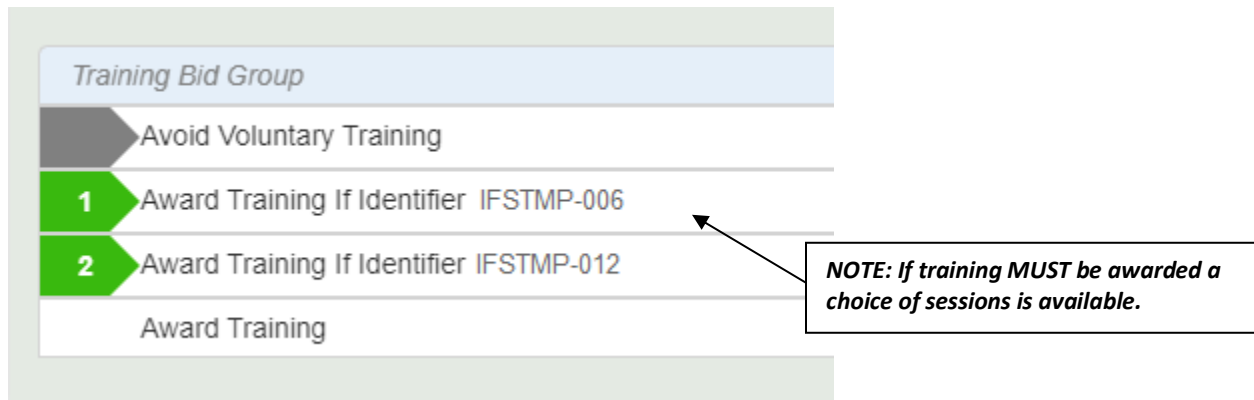 Training Bid Group
Avoid Voluntary Training
1 Award Training If Identifier IFSTMP-006
2 Award Training If Identifier IFSTMP-012
Award Training
NOTE: If training MUST be awarded a
choice of sessions is available.